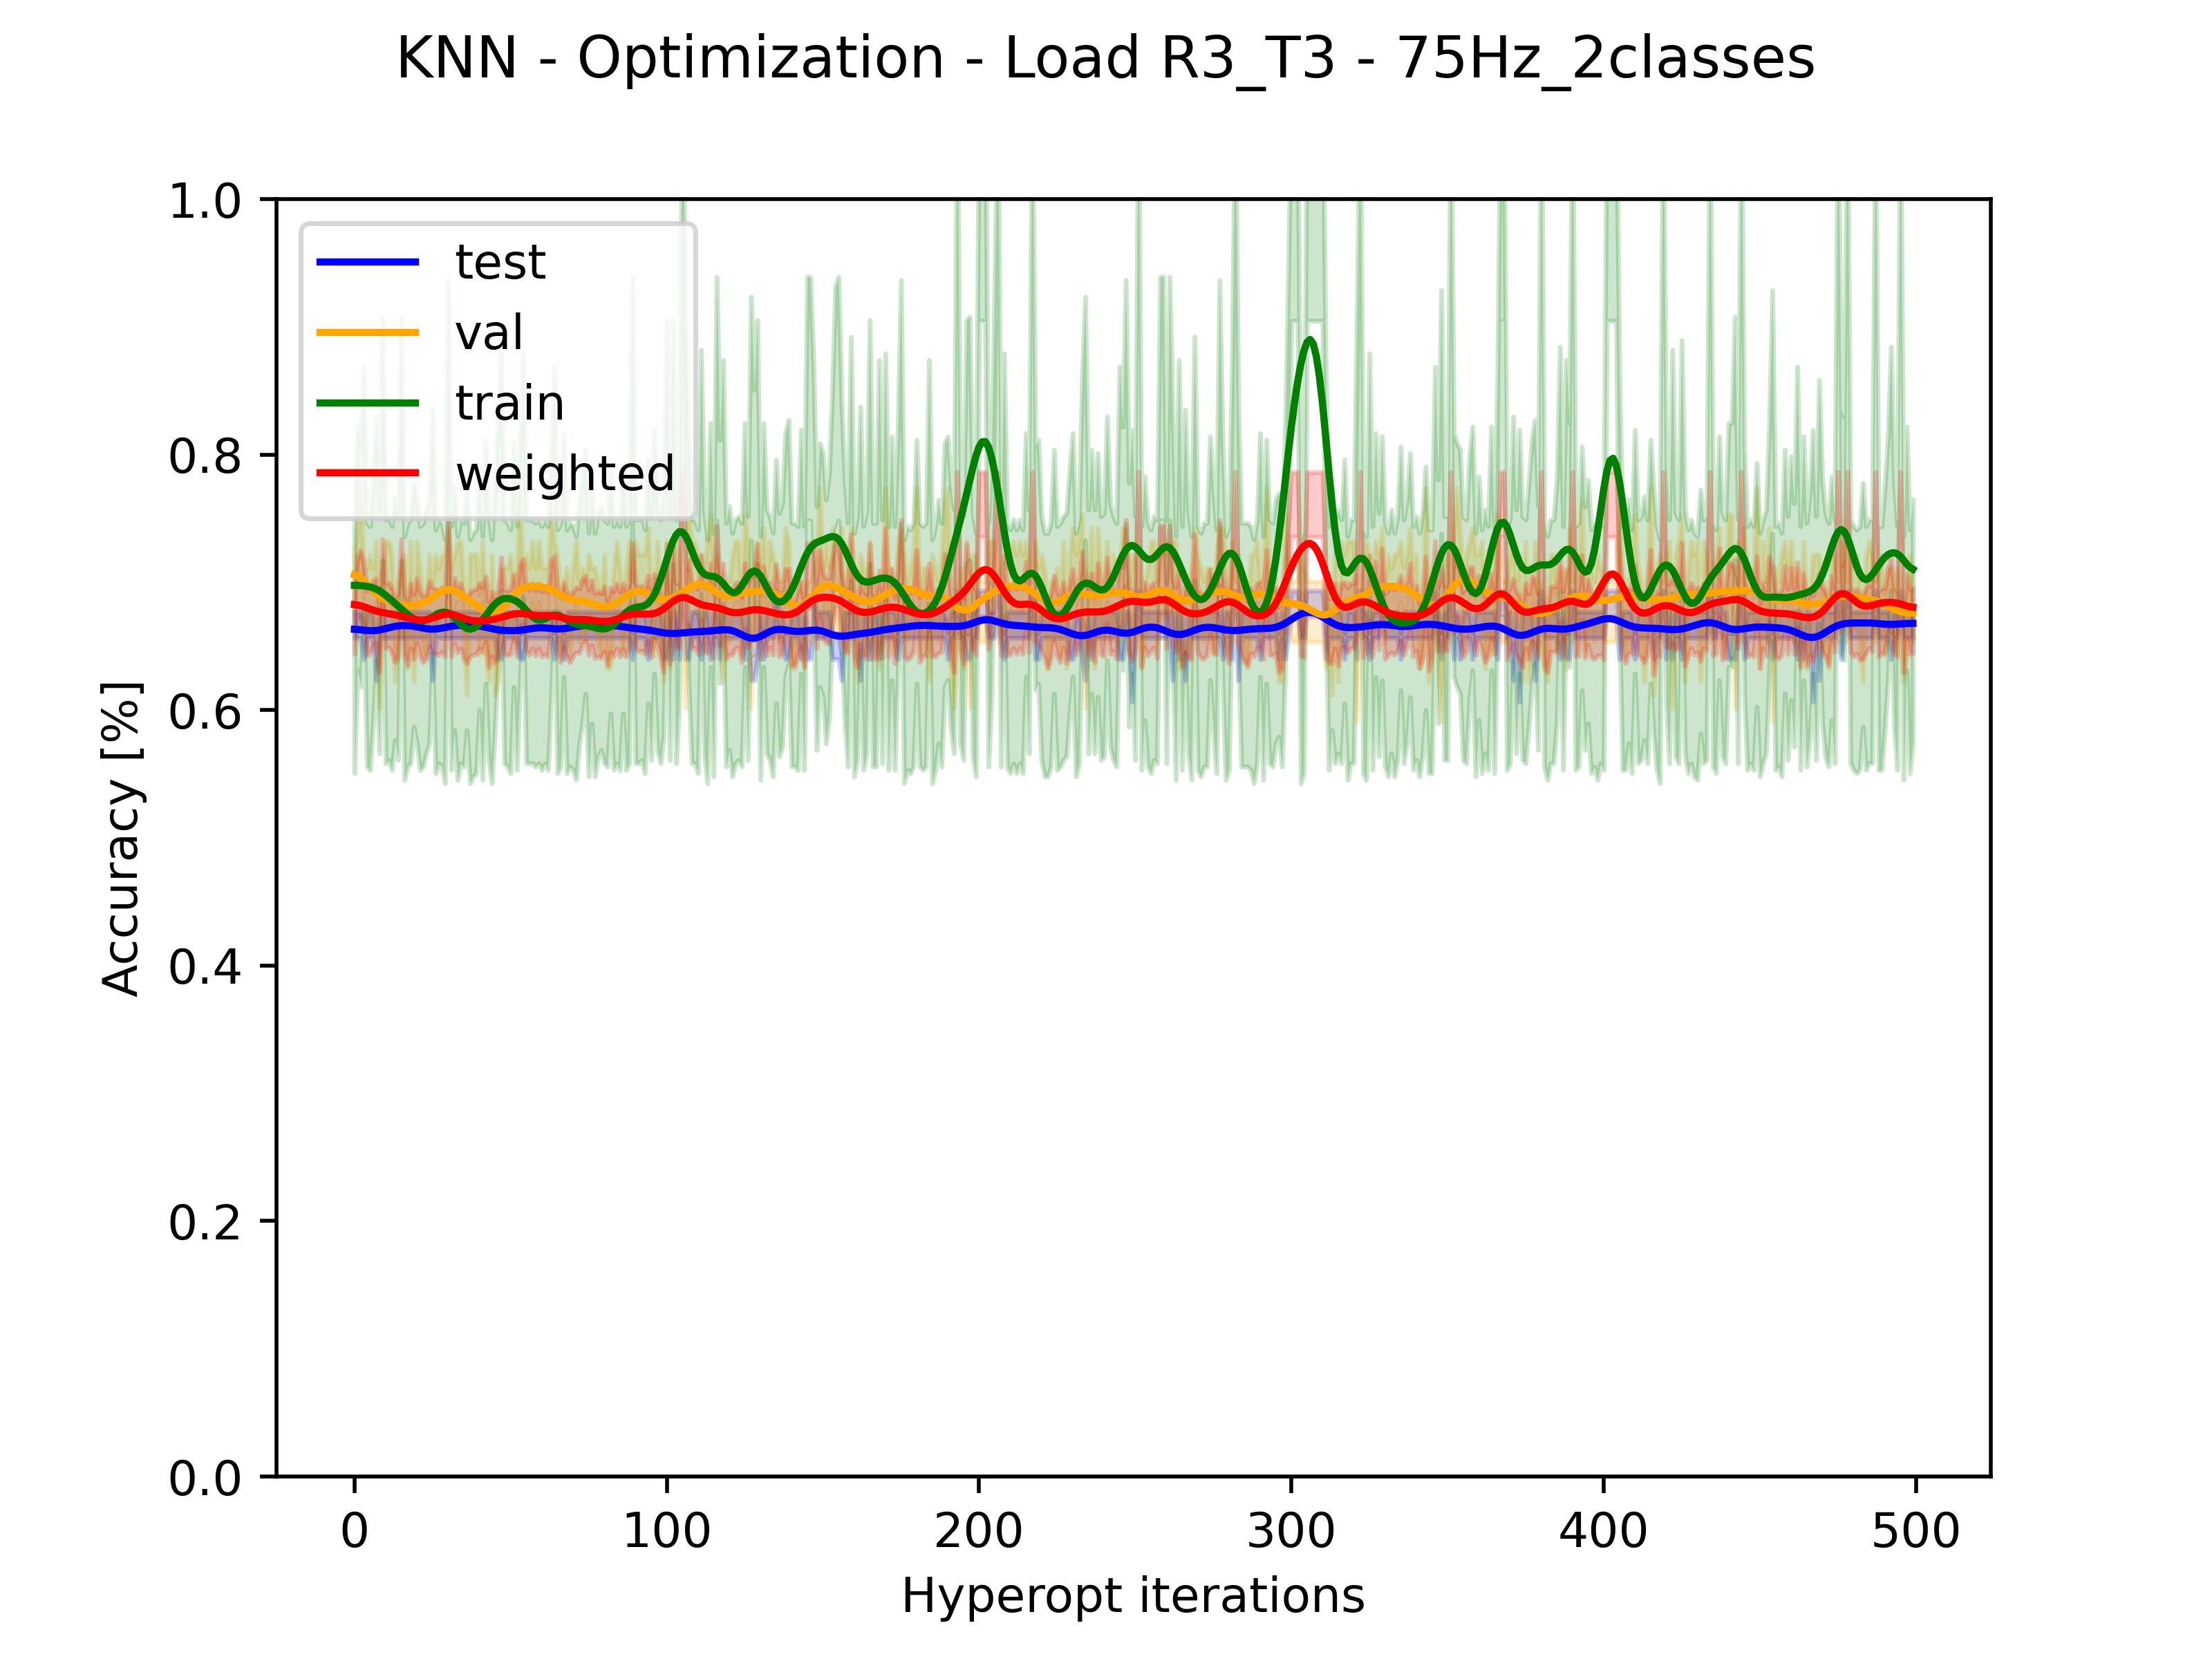 KNN - Optimization - Load R3_T3 - 75Hz_2classes
1.0
0.8
0.6
0.4
0.2
0.0
Accuracy [%]
test
val
train
weighted
0 100 200 300 400 500
Hyperopt iterations